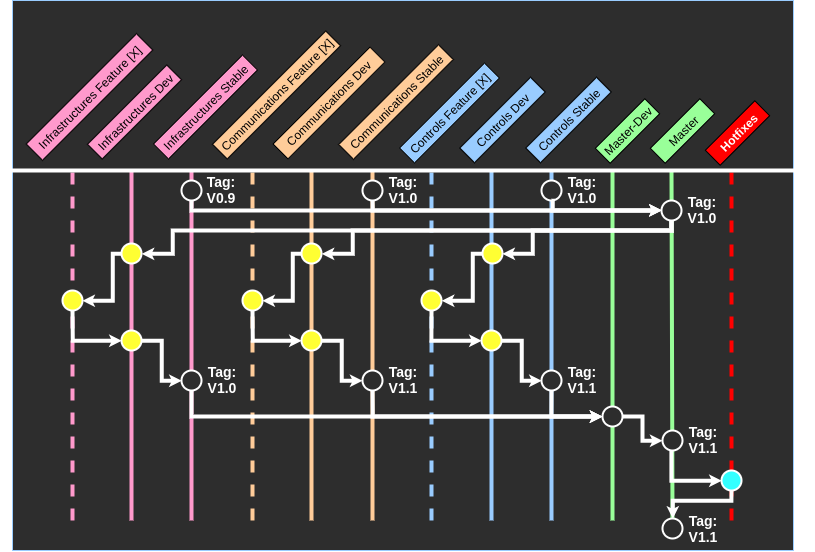 Infrastructures Feature [X]
Infrastructures Dev
Infrastructures Stable
Communications Feature [X]
Communications Dev
Communications Stable
Controls Feature [X]
Controls Dev
Controls Stable
Master-Dev
Master
Hotfixes
Tag:
V0.9
Tag:
V1.0
Tag:
V1.0
Tag:
V1.0
Tag:
V1.0
Tag:
V1.1
Tag:
V1.1
Tag:
V1.1
Tag:
V1.1